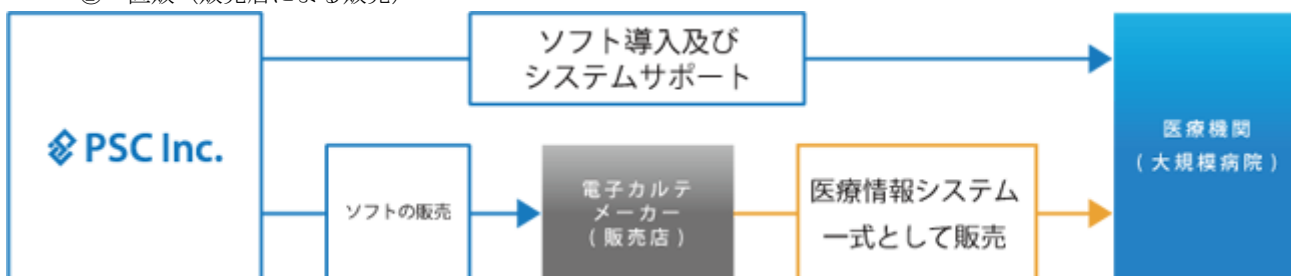 ソフト導入及び
システムサポート
PSC Inc.
医療機関
(大規模病院)
ソフトの販売
電子カルテ
メーカー
(販売店)
医療情報システム
一式として販売